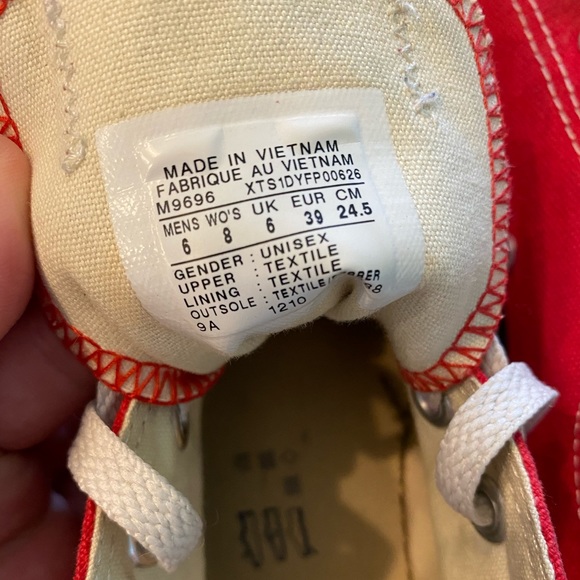 MADE IN VIETNAM
FABRIQUE AU VIETNAM
M9696 XTS1DYFP00626
MENS WO'S UK EUR CM
6 8 6 39 24.5
GENDER : UNISEX
UPPER : TEXTILE
LINING : TEXTILE
OUTSOLE : TEXTILE
9A 1210